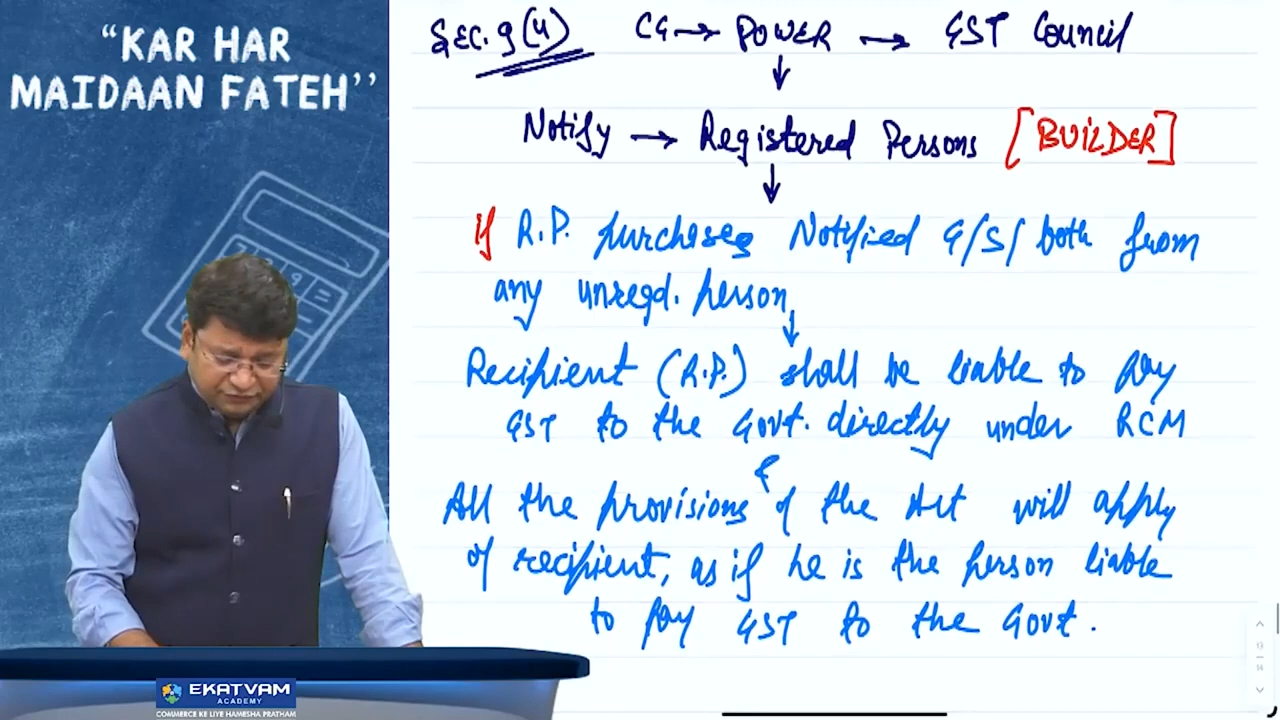 “KAR HAR
MAIDAAN FATEH’’
SEC. 9(4) CG → POWER → GST Council
↓
Notify → Registered Persons [BUILDER]
↓
If R.P. purchases Notified G/S/both from
any unregd. person,
↓
Recipient (R.P.) shall be liable to pay
GST to the Govt. directly under RCM
&
All the provisions of the Act will apply
of recipient, as if he is the person liable
to pay GST to the Govt.
EKATVAM
ACADEMY
COMMERCE KE LIYE HAMESHA PRATHAM
13
14